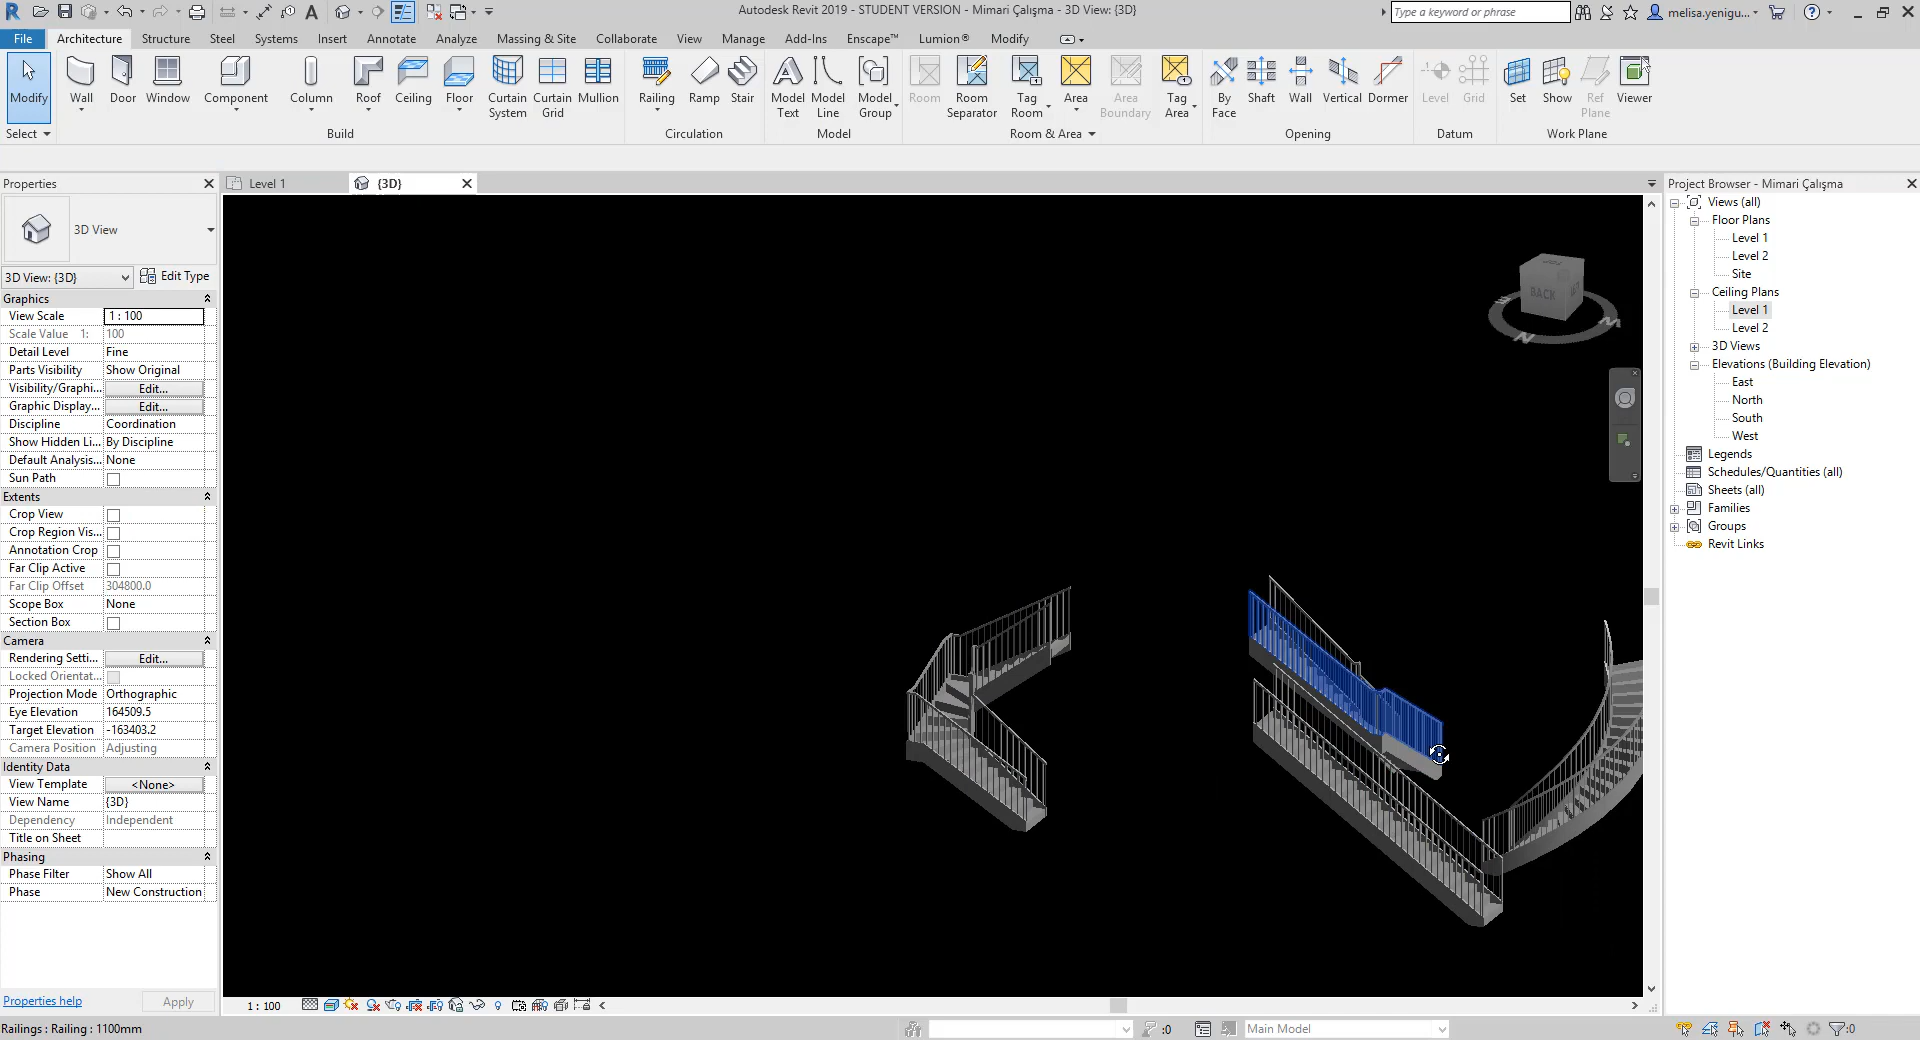 Autodesk Revit 2019 - STUDENT VERSION - Mimari Çalışma - 3D View: {3D}
Type a keyword or phrase
melisa.yenigu...
File Architecture Structure Steel Systems Insert Annotate Analyze Massing & Site Collaborate View Manage Add-Ins Enscape™ Lumion® Modify
Modify Wall Door Window Component Column Roof Ceiling Floor Curtain System Curtain Grid Mullion Railing Ramp Stair Model Text Model Line Model Group Room Room Separator Tag Room Area Area Boundary Tag Area By Face Shaft Wall Vertical Dormer Level Grid Set Show Ref Plane Viewer
Select Build Circulation Model Room & Area Opening Datum Work Plane
Properties
3D View
3D View: {3D} Edit Type
Graphics
View Scale 1 : 100
Scale Value 1: 100
Detail Level Fine
Parts Visibility Show Original
Visibility/Graphi... Edit...
Graphic Display... Edit...
Discipline Coordination
Show Hidden Li... By Discipline
Default Analysis... None
Sun Path
Extents
Crop View
Crop Region Vis...
Annotation Crop
Far Clip Active
Far Clip Offset 304800.0
Scope Box None
Section Box
Camera
Rendering Setti... Edit...
Locked Orientat...
Projection Mode Orthographic
Eye Elevation 164509.5
Target Elevation -163403.2
Camera Position Adjusting
Identity Data
View Template <None>
View Name {3D}
Dependency Independent
Title on Sheet
Phasing
Phase Filter Show All
Phase New Construction
Properties help Apply
Level 1 {3D}
BACK
N
1 : 100
Project Browser - Mimari Çalışma
Views (all)
Floor Plans
Level 1
Level 2
Site
Ceiling Plans
Level 1
Level 2
3D Views
Elevations (Building Elevation)
East
North
South
West
Legends
Schedules/Quantities (all)
Sheets (all)
Families
Groups
Revit Links
Railings : Railing : 1100mm
:0
Main Model
:0